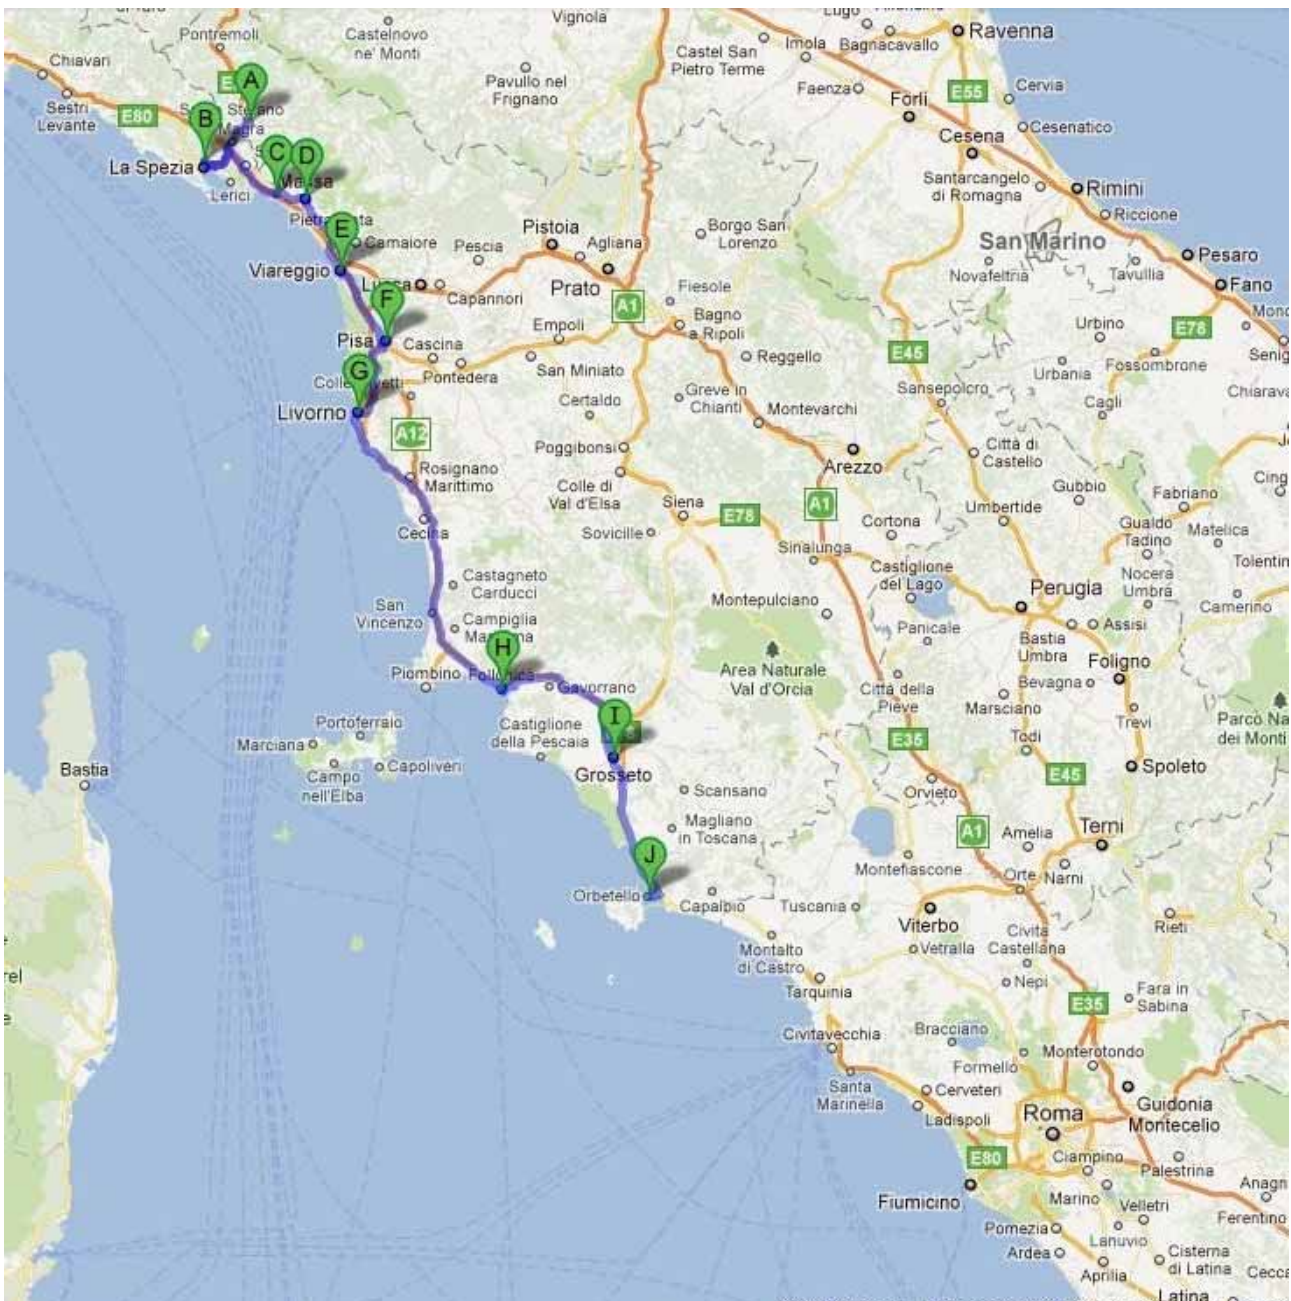 Pontremoli
Castelnovo
ne' Monti
Vignola
Lugo
Bagnacavallo
Ravenna
Chiavari
Sestri
Levante
E80
A
B
Stefano
Magra
La Spezia
Lerici
C
D
Massa
Pavullo nel
Frignano
Castel San
Pietro Terme
Imola
Faenza
Forlì
E55
Cervia
Cesena
Cesenatico
Santarcangelo
di Romagna
Rimini
Riccione
San Marino
Novafeltria
Tavullia
Pesaro
Fano
E
Camaiore
Viareggio
Pescia
Pistoia
Agliana
Prato
Capannori
Borgo San
Lorenzo
Fiesole
A1
Bagno
a Ripoli
F
Pisa
Cascina
Pontedera
Empoli
San Miniato
Reggello
E45
Urbino
E78
Urbania
Fossombrone
Sansepolcro
Cagli
G
Livorno
A12
Certaldo
Greve in
Chianti
Montevarchi
Poggibonsi
Arezzo
Città di
Castello
Rosignano
Marittimo
Colle di
Val d'Elsa
Siena
E78
A1
Gubbio
Fabriano
Umbertide
Gualdo
Tadino
Matelica
Cecina
Sovicille
Sinalunga
Cortona
Castiglione
del Lago
Nocera
Umbra
Camerino
Castagneto
Carducci
San
Vincenzo
Campiglia
Montepulciano
Perugia
Panicale
Bastia
Umbra
Assisi
Foligno
H
Piombino
Follonica
Gavorrano
Area Naturale
Val d'Orcia
Città della
Pieve
Marsciano
Bevagna
Trevi
Portoferraio
Marciana
Campo
nell'Elba
Capoliveri
Castiglione
della Pescaia
I
Grosseto
E35
Todi
E45
Spoleto
Bastia
Scansano
Orvieto
Magliano
in Toscana
A1
Amelia
Terni
J
Orbetello
Capalbio
Montefiascone
Orte
Narni
Tuscania
Viterbo
Vetralla
Civita
Castellana
Rieti
Montalto
di Castro
Nepi
Tarquinia
E35
Fara in
Sabina
Civitavecchia
Bracciano
Formello
Monterotondo
Santa
Marinella
Cerveteri
Ladispoli
Roma
Guidonia
Montecelio
E80
Ciampino
Palestrina
Fiumicino
Marino
Velletri
Ferentino
Pomezia
Lanuvio
Ardea
Cisterna
di Latina
Aprilia
Latina